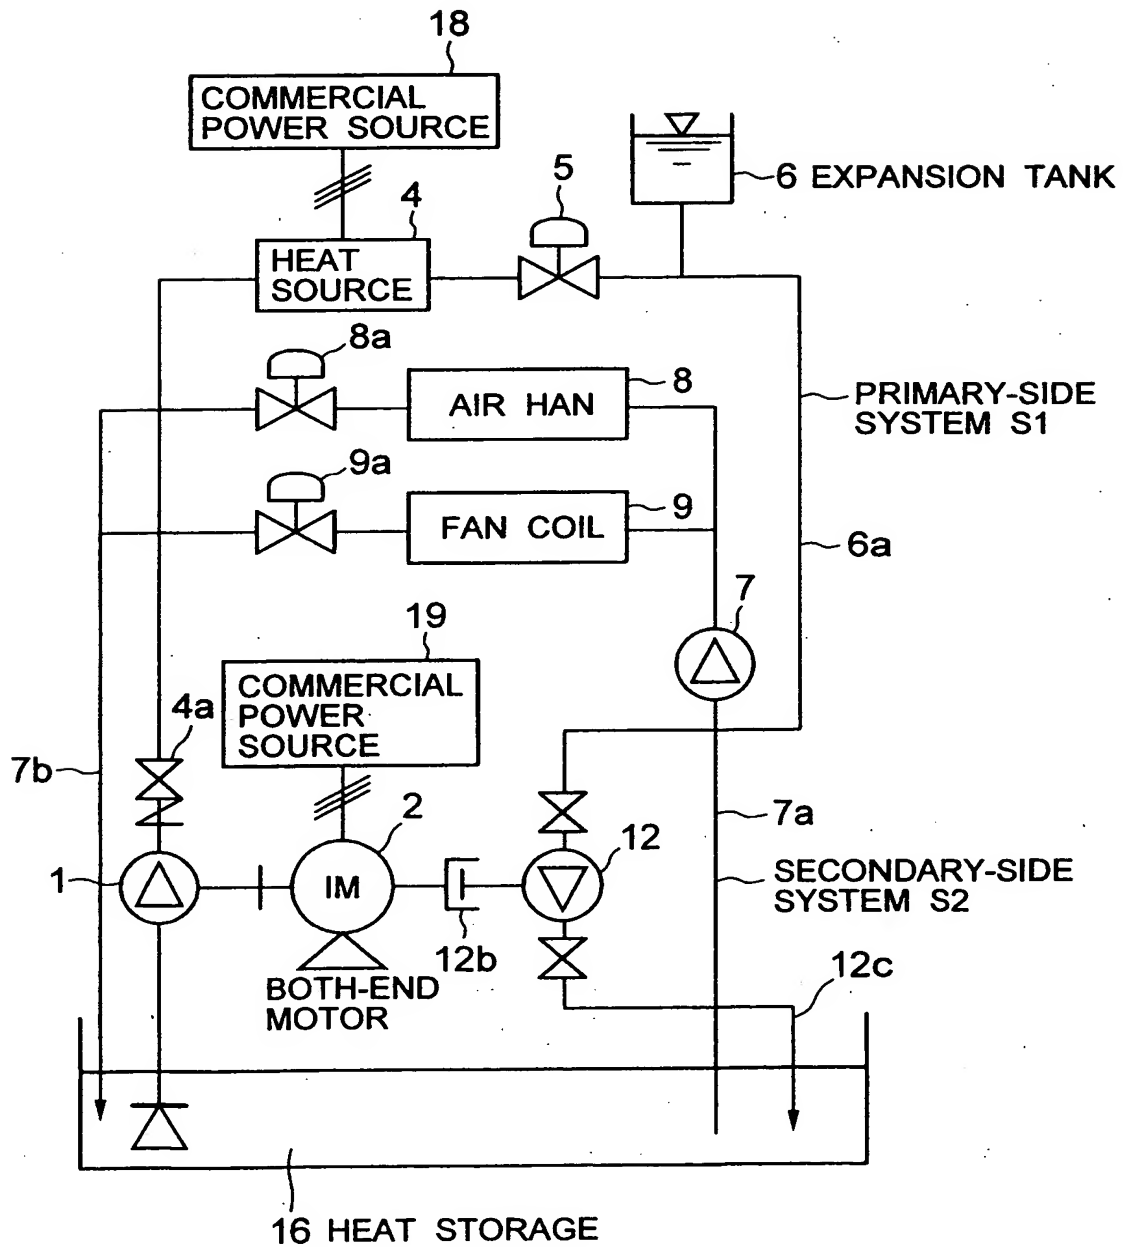 18
COMMERCIAL
POWER SOURCE
5
6 EXPANSION TANK
4
HEAT
SOURCE
8a
8
AIR HAN
PRIMARY-SIDE
SYSTEM S1
9a
9
FAN COIL
6a
7
19
COMMERCIAL
POWER
SOURCE
4a
7b
7a
2
12
1
IM
SECONDARY-SIDE
SYSTEM S2
12b
12c
BOTH-END
MOTOR
16 HEAT STORAGE